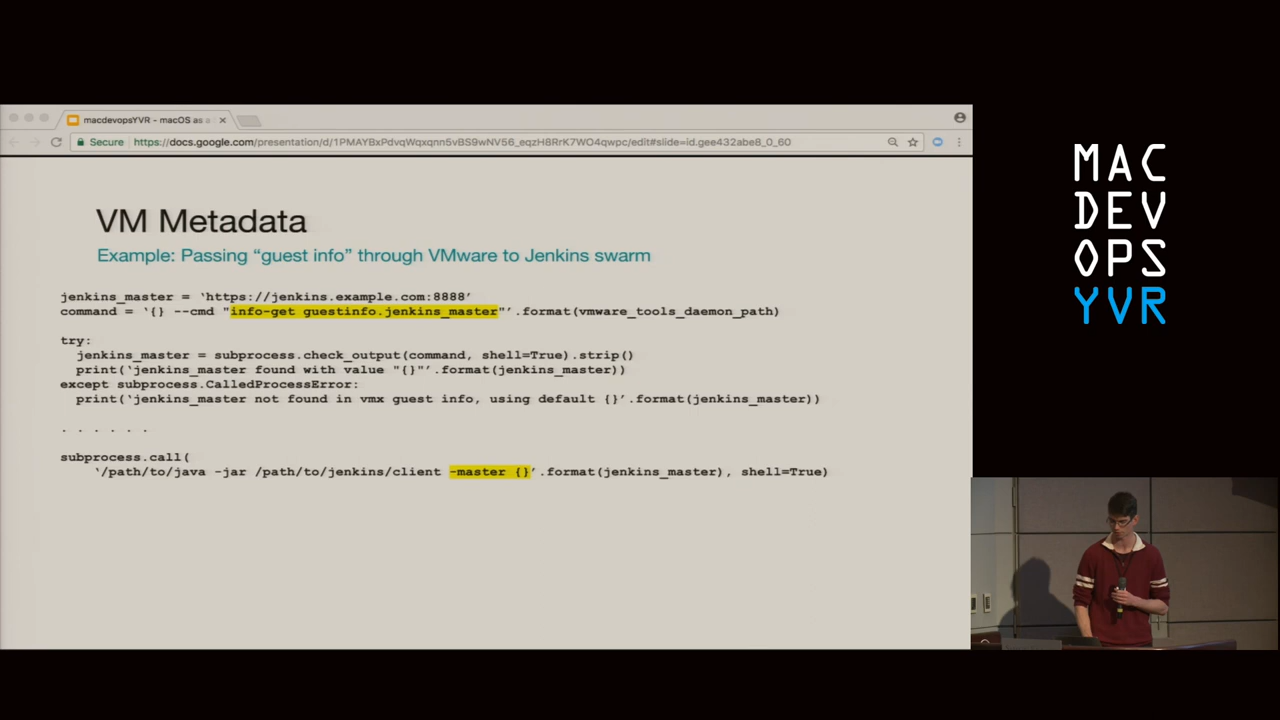 macdevopsYVR - macOS as a
Secure
https://docs.google.com/presentation/d/1PMAYBxPdvqWqxqnn5vBS9wNV56_eqzH8RrK7WO4qwpc/edit#slide=id.gee432abe8_0_60
VM Metadata
Example: Passing “guest info” through VMware to Jenkins swarm
jenkins_master = ‘https://jenkins.example.com:8888’
command = ‘{} --cmd "info-get guestinfo.jenkins_master"’.format(vmware_tools_daemon_path)
try:
jenkins_master = subprocess.check_output(command, shell=True).strip()
print(‘jenkins_master found with value "{}"’.format(jenkins_master))
except subprocess.CalledProcessError:
print(‘jenkins_master not found in vmx guest info, using default {}’.format(jenkins_master))
. . . . . .
subprocess.call(
‘/path/to/java -jar /path/to/jenkins/client -master {}’.format(jenkins_master), shell=True)
MAC
DEV
OPS
YVR